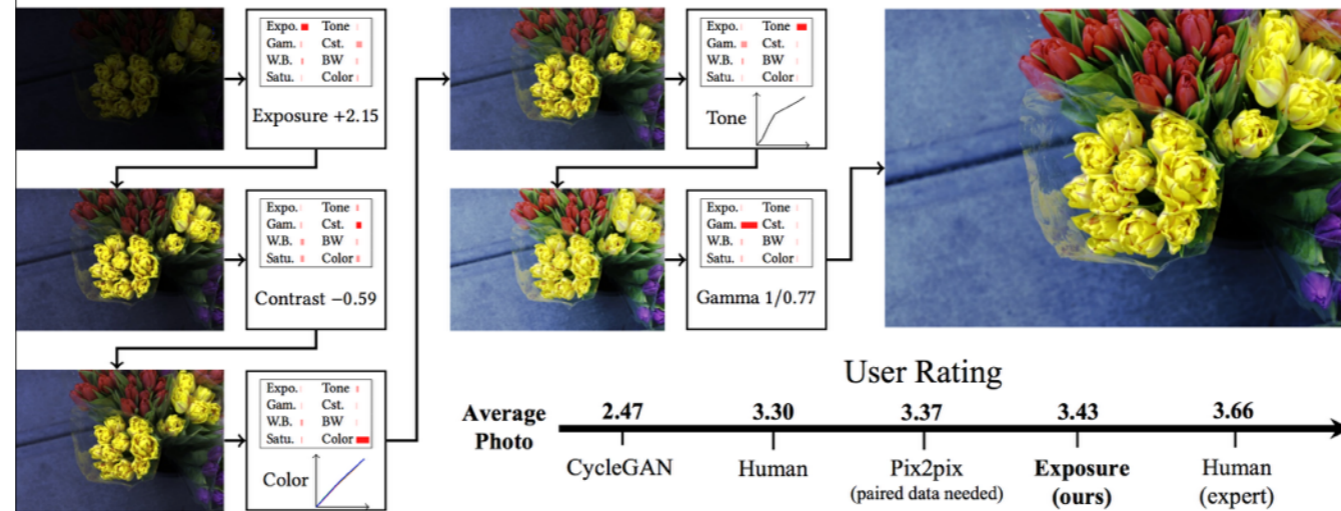 Expo. Tone
Gam. Cst.
W.B. BW
Satu. Color
Exposure +2.15
Expo. Tone
Gam. Cst.
W.B. BW
Satu. Color
Contrast −0.59
Expo. Tone
Gam. Cst.
W.B. BW
Satu. Color
Color
Expo. Tone
Gam. Cst.
W.B. BW
Satu. Color
Tone
Expo. Tone
Gam. Cst.
W.B. BW
Satu. Color
Gamma 1/0.77
User Rating
Average
Photo
2.47 3.30 3.37 3.43 3.66
CycleGAN Human Pix2pix Exposure Human
(paired data needed) (ours) (expert)